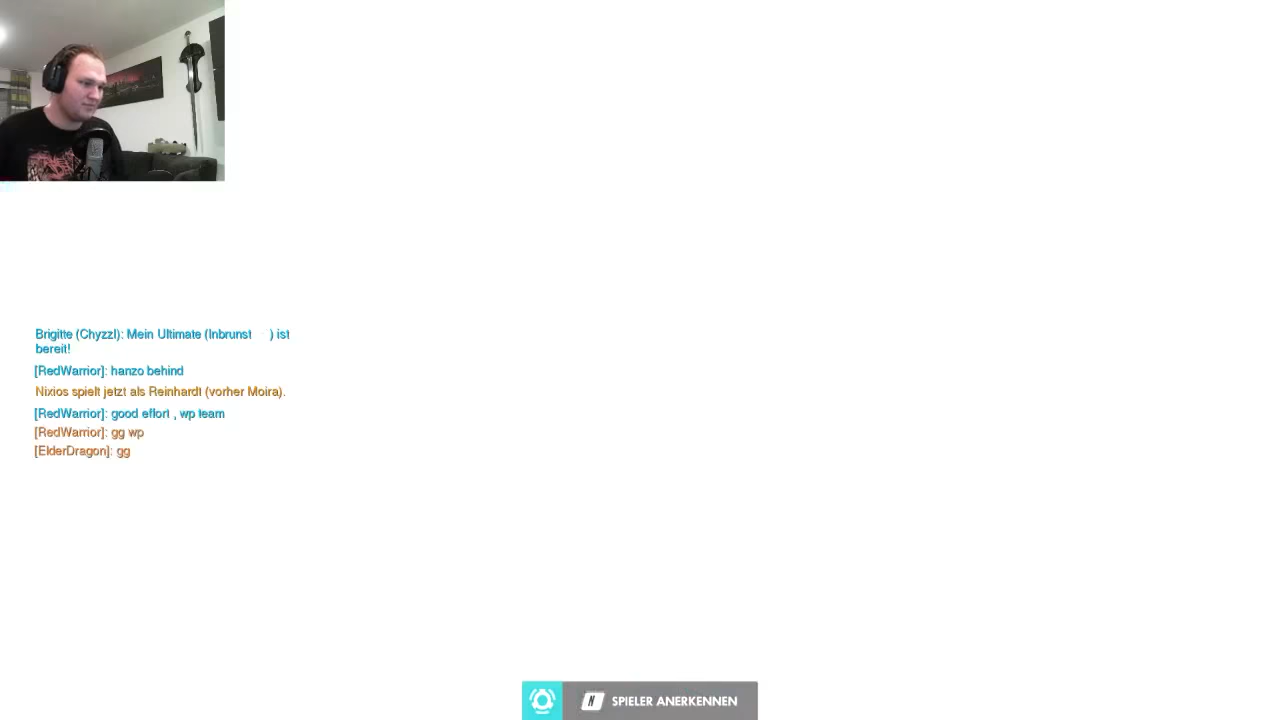 Brigitte (Chyzzl): Mein Ultimate (Inbrunst ) ist
bereit!
[RedWarrior]: hanzo behind
Nixios spielt jetzt als Reinhardt (vorher Moira).
[RedWarrior]: good effort , wp team
[RedWarrior]: gg wp
[ElderDragon]: gg
N SPIELER ANERKENNEN